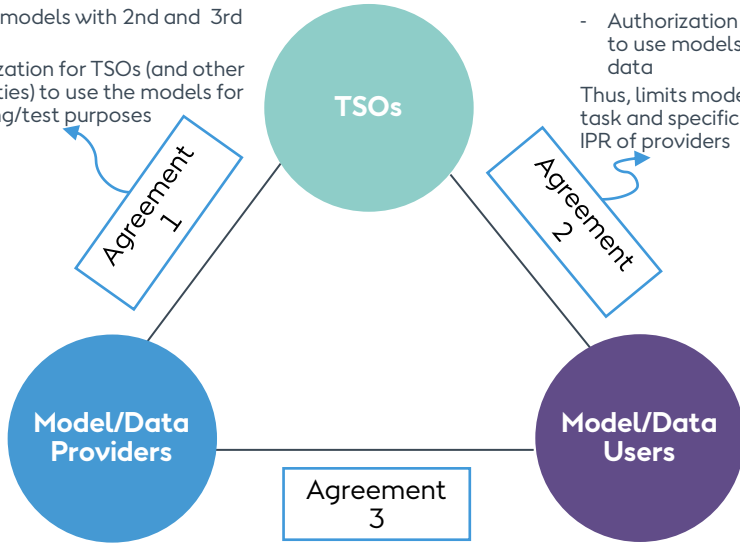 models with 2nd and 3rd
zation for TSOs (and other
ties) to use the models for
g/test purposes
- Authorization
to use models
data
Thus, limits mode
task and specific
IPR of providers
TSOs
Agreement
1
Agreement
2
Model/Data
Providers
Model/Data
Users
Agreement
3